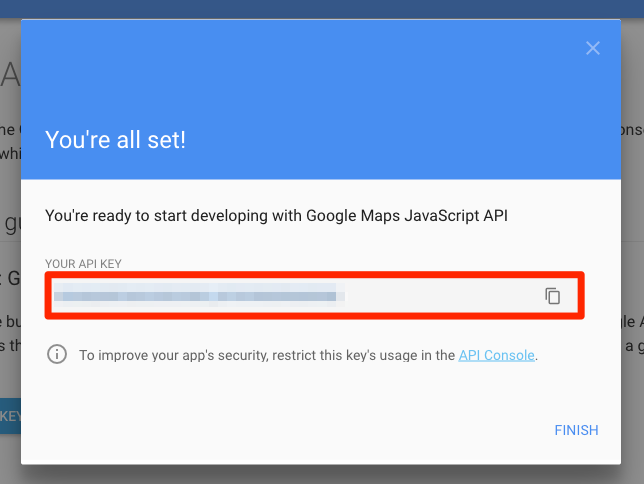 You're all set!
You're ready to start developing with Google Maps JavaScript API
YOUR API KEY
To improve your app's security, restrict this key's usage in the API Console.
FINISH
KEY